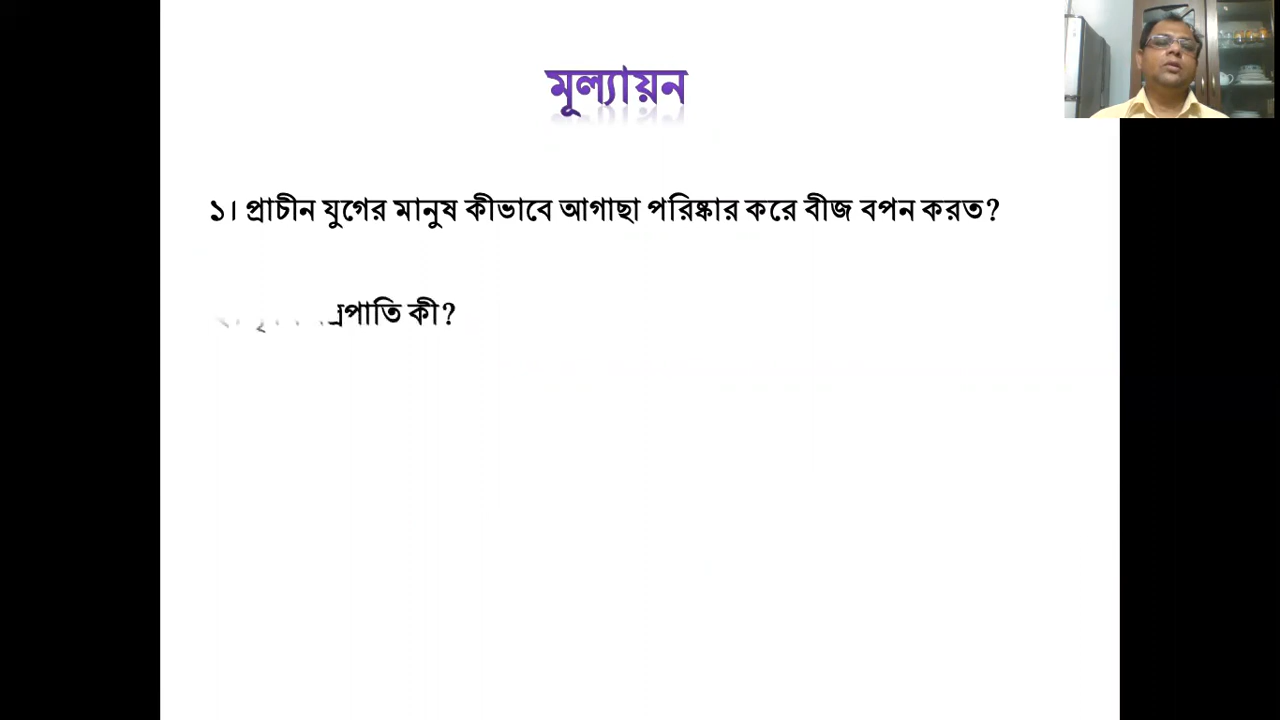 মূল্যায়ন
১। প্রাচীন যুগের মানুষ কীভাবে আগাছা পরিষ্কার করে বীজ বপন করত?
কী?